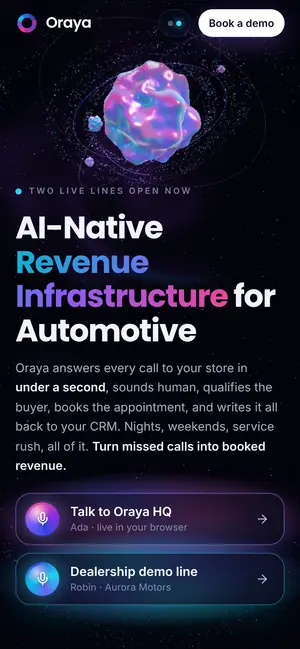 Oraya
Book a demo
TWO LIVE LINES OPEN NOW
AI-Native
Revenue
Infrastructure for
Automotive
Oraya answers every call to your store in
under a second, sounds human, qualifies the
buyer, books the appointment, and writes it all
back to your CRM. Nights, weekends, service
rush, all of it. Turn missed calls into booked
revenue.
Talk to Oraya HQ
Ada · live in your browser
Dealership demo line
Robin · Aurora Motors